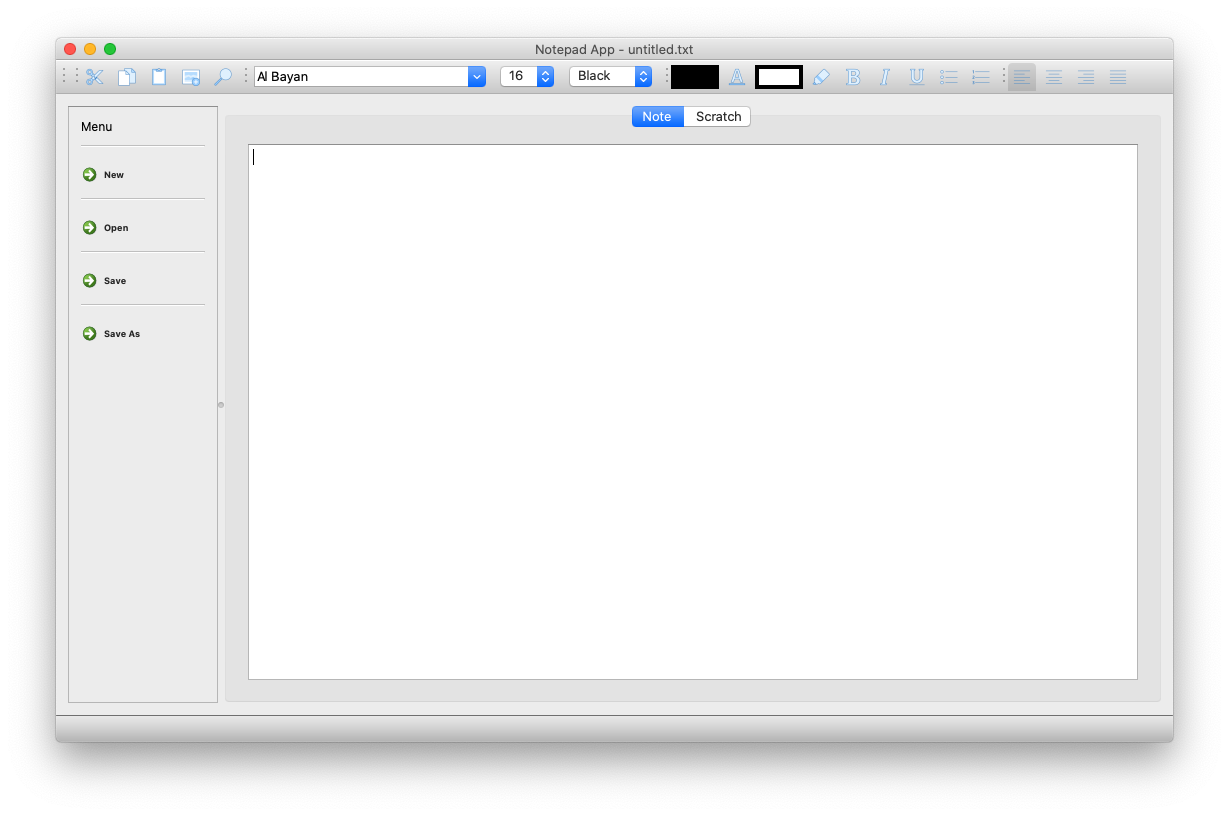 Notepad App - untitled.txt
Al Bayan 16 Black A B I U
Menu
Note Scratch
New
Open
Save
Save As